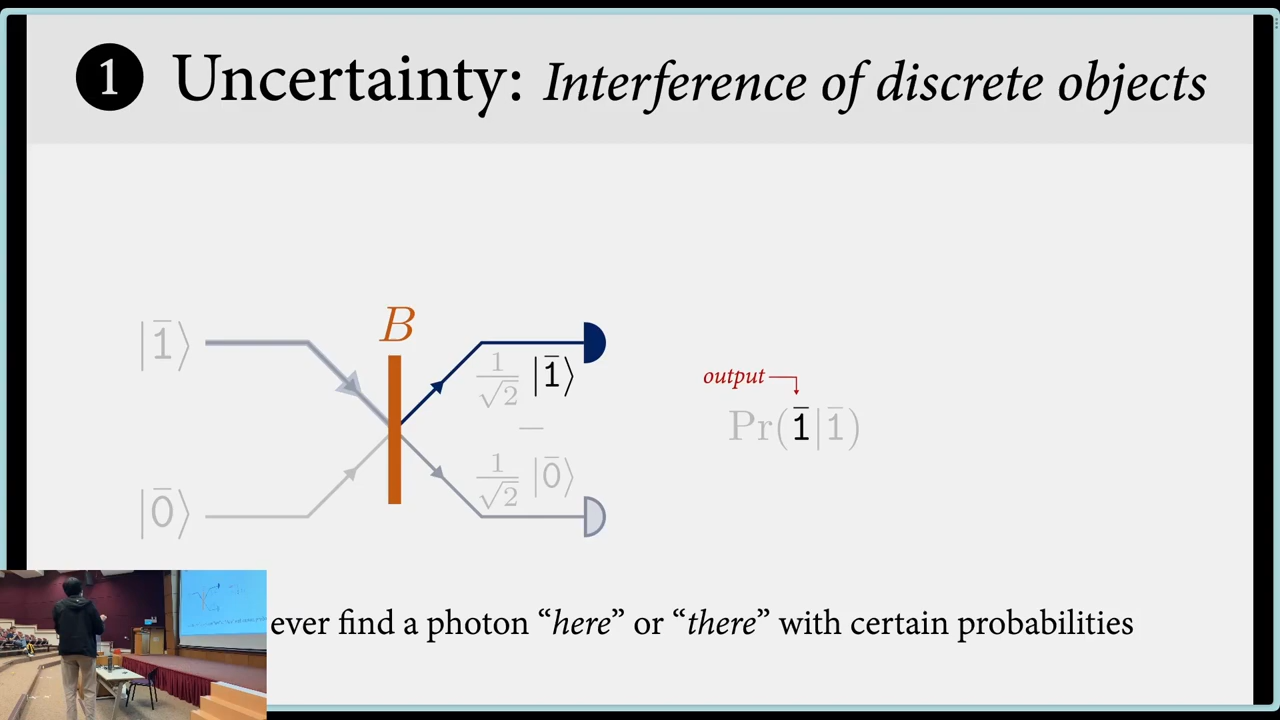 1 Uncertainty: Interference of discrete objects
B
|1̄⟩
1/√2 |1̄⟩
output
Pr(1̄|1̄)
−
1/√2 |0̄⟩
|0̄⟩
ever find a photon “here” or “there” with certain probabilities